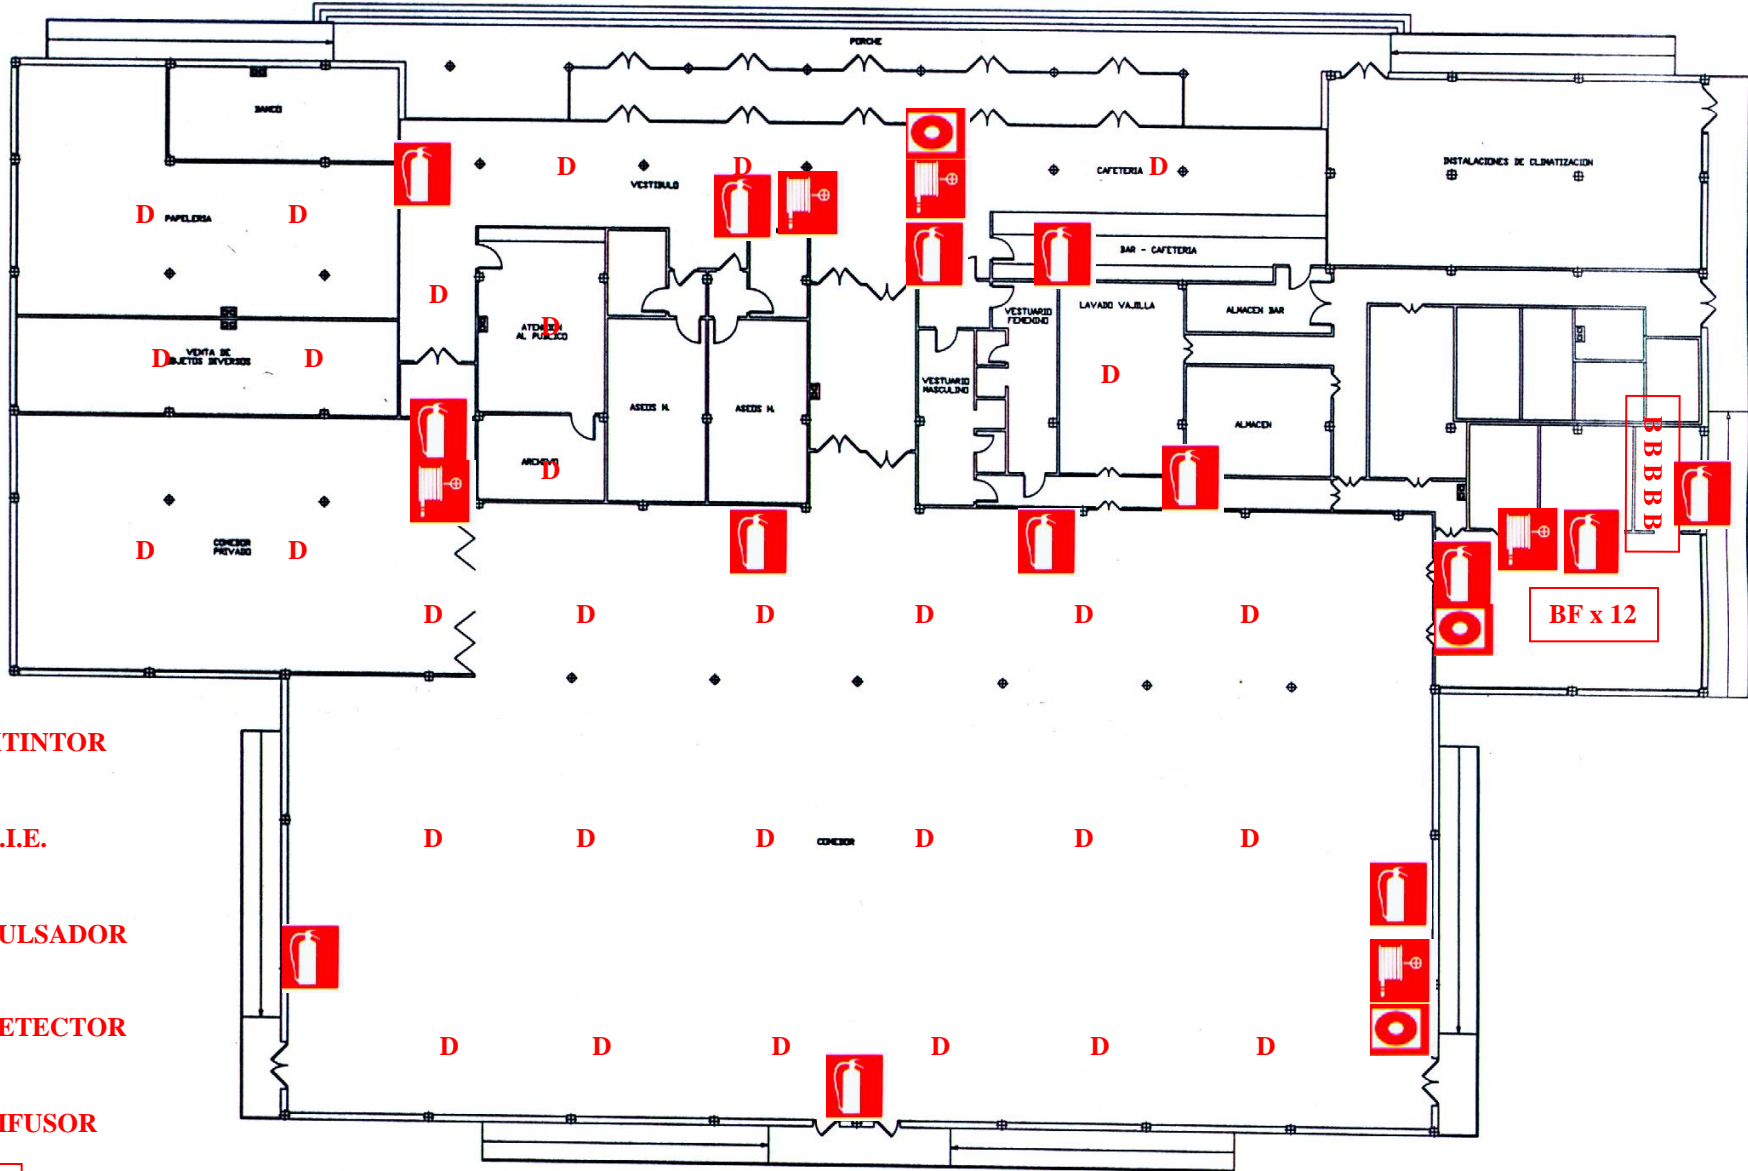 PORCHE
BANCO
INSTALACIONES DE CLIMATIZACION
D
D
CAFETERIA
D
VESTIBULO
D
PAPELERIA
D
BAR - CAFETERIA
D
LAVADO VAJILLA
VESTUARIO
FEMENINO
ALMACEN BAR
D
ATENCION
AL PUBLICO
D
VENTA DE
OBJETOS DIVERSOS
D
D
VESTUARIO
MASCULINO
ASEOS M.
ASEOS H.
ALMACEN
ARCHIVO
D
B B B B B
D
COMEDOR
PRIVADO
D
BF x 12
D
D
D
D
D
D
TINTOR
.I.E.
D
D
D
COMEDOR
D
D
D
ULSADOR
ETECTOR
D
D
D
D
D
D
IFUSOR